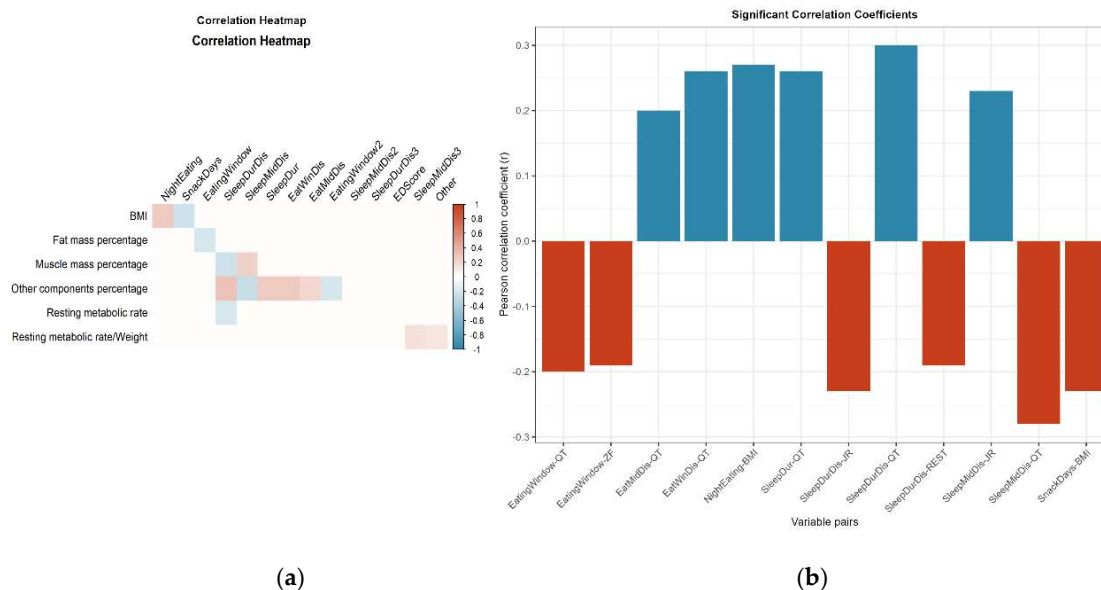 Correlation Heatmap
Correlation Heatmap
NightEating
SnackDays
EatingWindow
SleepDurDis
SleepMidDis
SleepDur
EatWinDis
EatMidDis
EatingWindow2
SleepMidDis2
SleepDurDis3
EDScore
SleepMidDis3
Other
BMI
Fat mass percentage
Muscle mass percentage
Other components percentage
Resting metabolic rate
Resting metabolic rate/Weight
1
0.8
0.6
0.4
0.2
0
-0.2
-0.4
-0.6
-0.8
-1
(a)
Significant Correlation Coefficients
Pearson correlation coefficient (r)
0.3
0.2
0.1
0.0
-0.1
-0.2
-0.3
EatingWindow-QT
EatingWindow-ZF
EatMidDis-QT
EatWinDis-QT
NightEating-BMI
SleepDur-QT
SleepDurDis-JR
SleepDurDis-QT
SleepDurDis-REST
SleepMidDis-JR
SleepMidDis-QT
SnackDays-BMI
Variable pairs
(b)